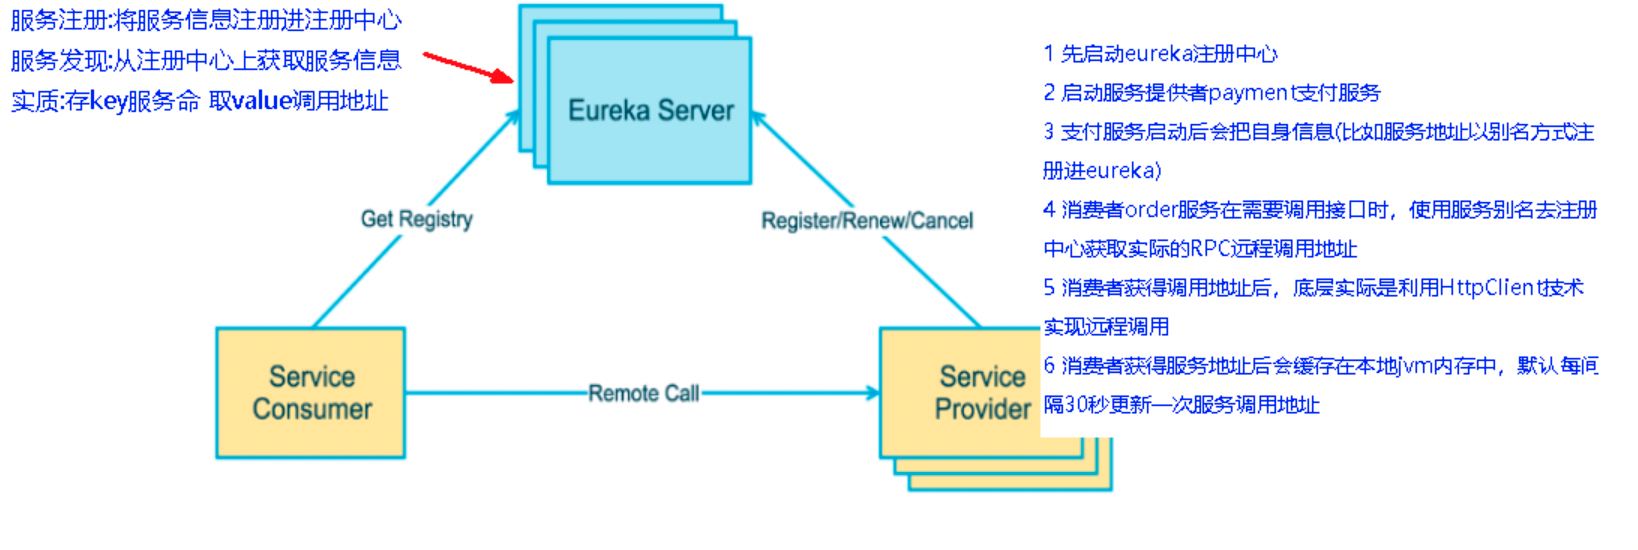 服务注册:将服务信息注册进注册中心
服务发现:从注册中心上获取服务信息
实质:存key服务命 取value调用地址
Eureka Server
Get Registry
Register/Renew/Cancel
Service
Consumer
Remote Call
Service
Provider
1 先启动eureka注册中心
2 启动服务提供者payment支付服务
3 支付服务启动后会把自身信息(比如服务地址以别名方式注
册进eureka)
4 消费者order服务在需要调用接口时，使用服务别名去注册
中心获取实际的RPC远程调用地址
5 消费者获得调用地址后，底层实际是利用HttpClient技术
实现远程调用
6 消费者获得服务地址后会缓存在本地jvm内存中，默认每间
隔30秒更新一次服务调用地址